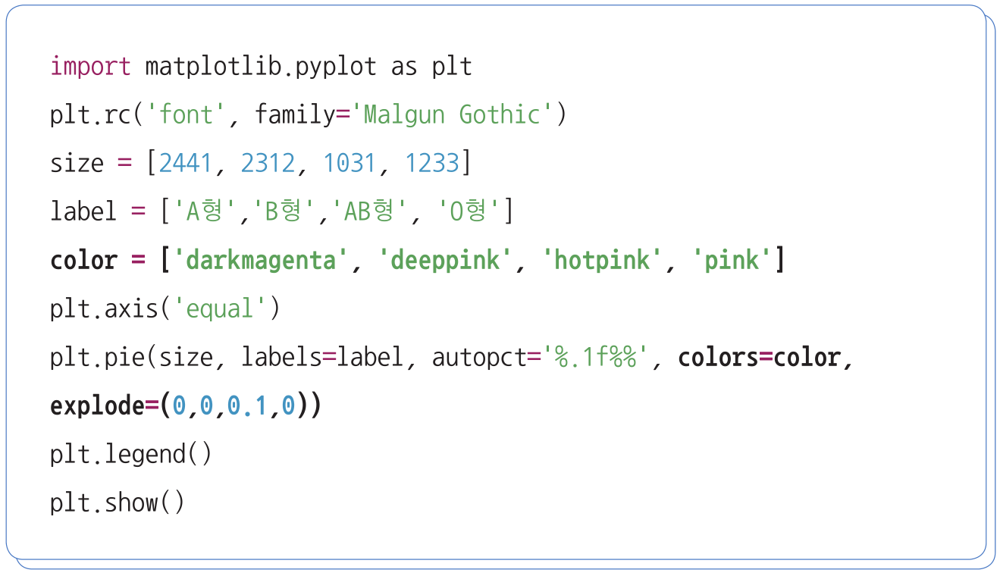 import matplotlib.pyplot as plt
plt.rc('font', family='Malgun Gothic')
size = [2441, 2312, 1031, 1233]
label = ['A형','B형','AB형', 'O형']
color = ['darkmagenta', 'deeppink', 'hotpink', 'pink']
plt.axis('equal')
plt.pie(size, labels=label, autopct='%.1f%%', colors=color,
explode=(0,0,0.1,0))
plt.legend()
plt.show()